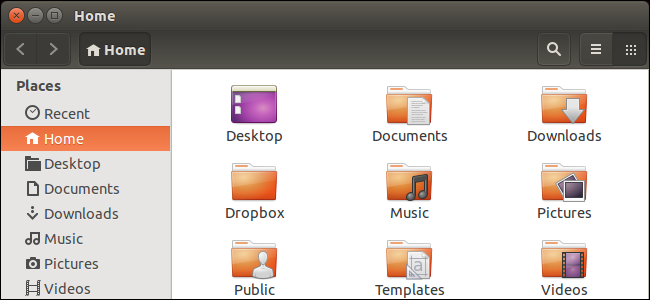 Home
Home
Places
Recent
Home
Desktop
Documents
Downloads
Music
Pictures
Videos
Desktop Documents Downloads
Dropbox Music Pictures
Public Templates Videos